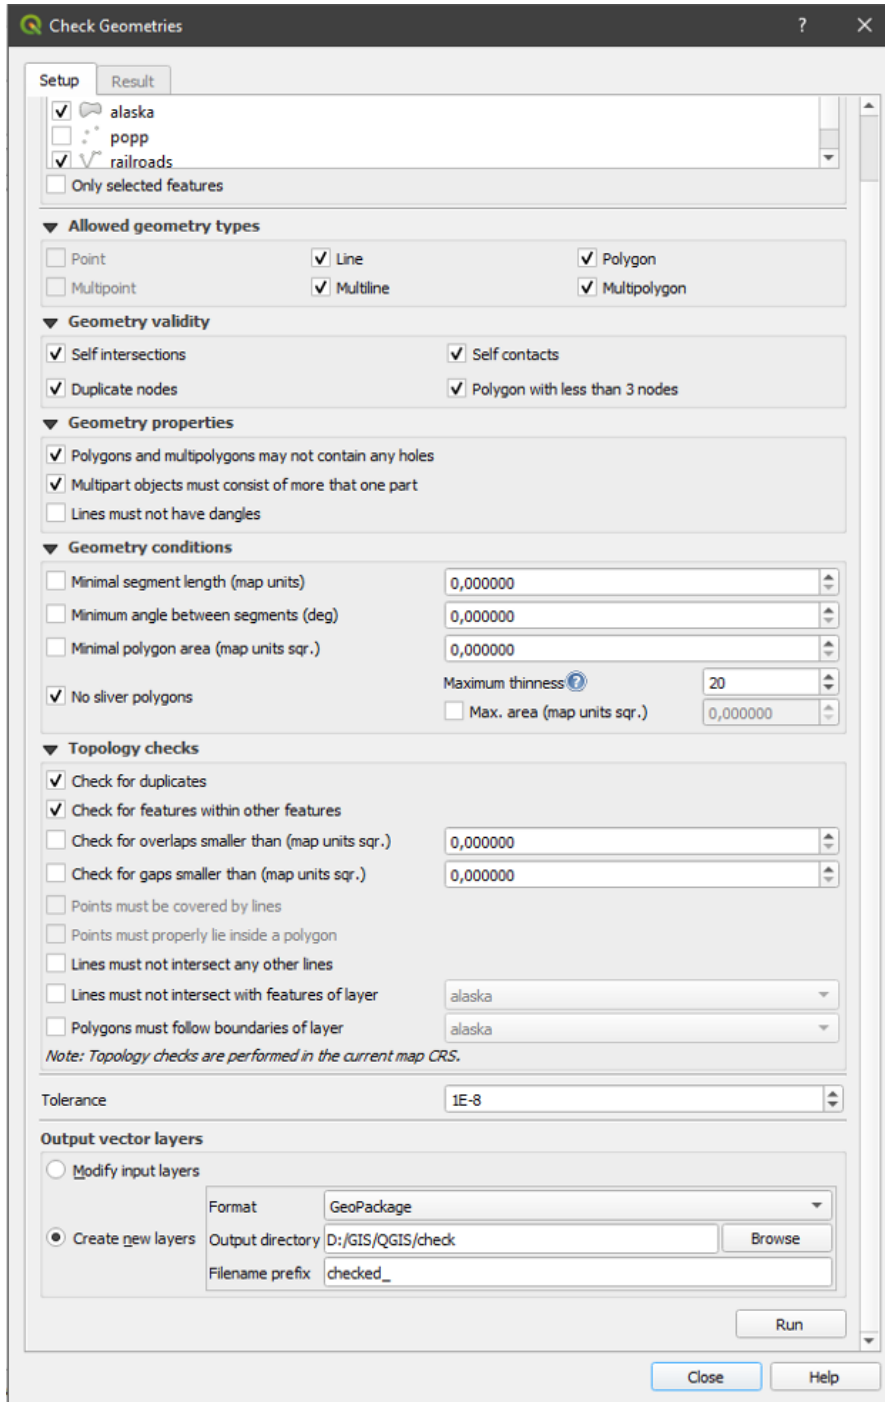 Check Geometries ? ×
Setup Result
alaska
popp
railroads
Only selected features
Allowed geometry types
Point Line Polygon
Multipoint Multiline Multipolygon
Geometry validity
Self intersections Self contacts
Duplicate nodes Polygon with less than 3 nodes
Geometry properties
Polygons and multipolygons may not contain any holes
Multipart objects must consist of more that one part
Lines must not have dangles
Geometry conditions
Minimal segment length (map units) 0,000000
Minimum angle between segments (deg) 0,000000
Minimal polygon area (map units sqr.) 0,000000
No sliver polygons Maximum thinness ? 20
Max. area (map units sqr.) 0,000000
Topology checks
Check for duplicates
Check for features within other features
Check for overlaps smaller than (map units sqr.) 0,000000
Check for gaps smaller than (map units sqr.) 0,000000
Points must be covered by lines
Points must properly lie inside a polygon
Lines must not intersect any other lines
Lines must not intersect with features of layer alaska
Polygons must follow boundaries of layer alaska
Note: Topology checks are performed in the current map CRS.
Tolerance 1E-8
Output vector layers
Modify input layers
Format GeoPackage
Create new layers Output directory D:/GIS/QGIS/check Browse
Filename prefix checked_
Run
Close Help